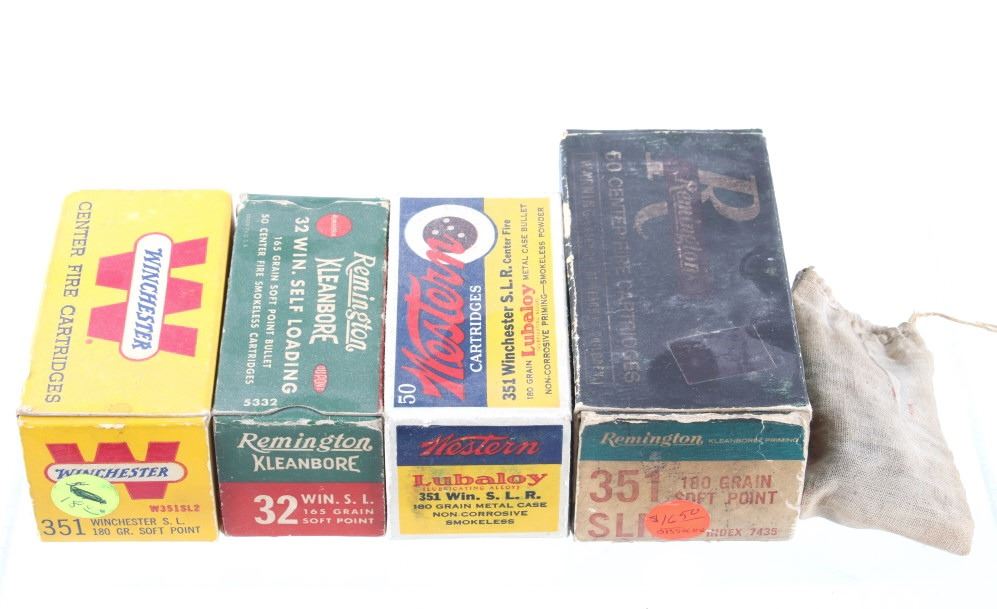 CENTER FIRE CARTRIDGES
WINCHESTER
W
WINCHESTER
W351SL2
351 WINCHESTER S. L.
180 GR. SOFT POINT
Remington
KLEANBORE
32 WIN. SELF LOADING
165 GRAIN SOFT POINT BULLET
50 CENTER FIRE SMOKELESS CARTRIDGES
5332
Remington
KLEANBORE
32 WIN. S. L.
165 GRAIN
SOFT POINT
Western
CARTRIDGES
50
351 Winchester S.L.R. Center Fire
180 GRAIN Lubaloy METAL CASE BULLET
NON-CORROSIVE PRIMING—SMOKELESS POWDER
Western
Lubaloy
(LUBRICATING ALLOY)
351 Win. S. L. R.
180 GRAIN METAL CASE
NON-CORROSIVE
SMOKELESS
R
Remington
50 CENTER FIRE CARTRIDGES
Remington KLEANBORE PRIMING
351 180 GRAIN
SOFT POINT
INDEX 7435
$16.50